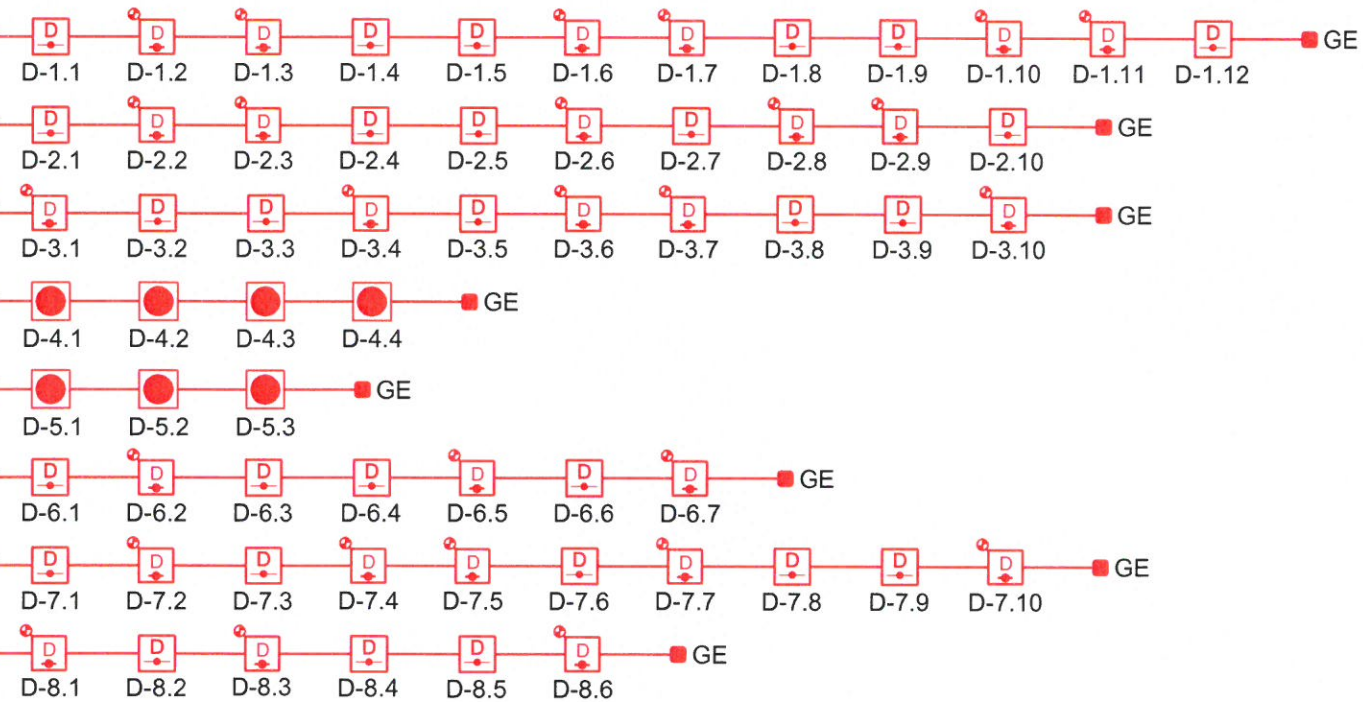 D D D D D D D D D D D D GE
D-1.1 D-1.2 D-1.3 D-1.4 D-1.5 D-1.6 D-1.7 D-1.8 D-1.9 D-1.10 D-1.11 D-1.12
D D D D D D D D D D GE
D-2.1 D-2.2 D-2.3 D-2.4 D-2.5 D-2.6 D-2.7 D-2.8 D-2.9 D-2.10
D D D D D D D D D D GE
D-3.1 D-3.2 D-3.3 D-3.4 D-3.5 D-3.6 D-3.7 D-3.8 D-3.9 D-3.10
GE
D-4.1 D-4.2 D-4.3 D-4.4
GE
D-5.1 D-5.2 D-5.3
D D D D D D D GE
D-6.1 D-6.2 D-6.3 D-6.4 D-6.5 D-6.6 D-6.7
D D D D D D D D D D GE
D-7.1 D-7.2 D-7.3 D-7.4 D-7.5 D-7.6 D-7.7 D-7.8 D-7.9 D-7.10
D D D D D D GE
D-8.1 D-8.2 D-8.3 D-8.4 D-8.5 D-8.6